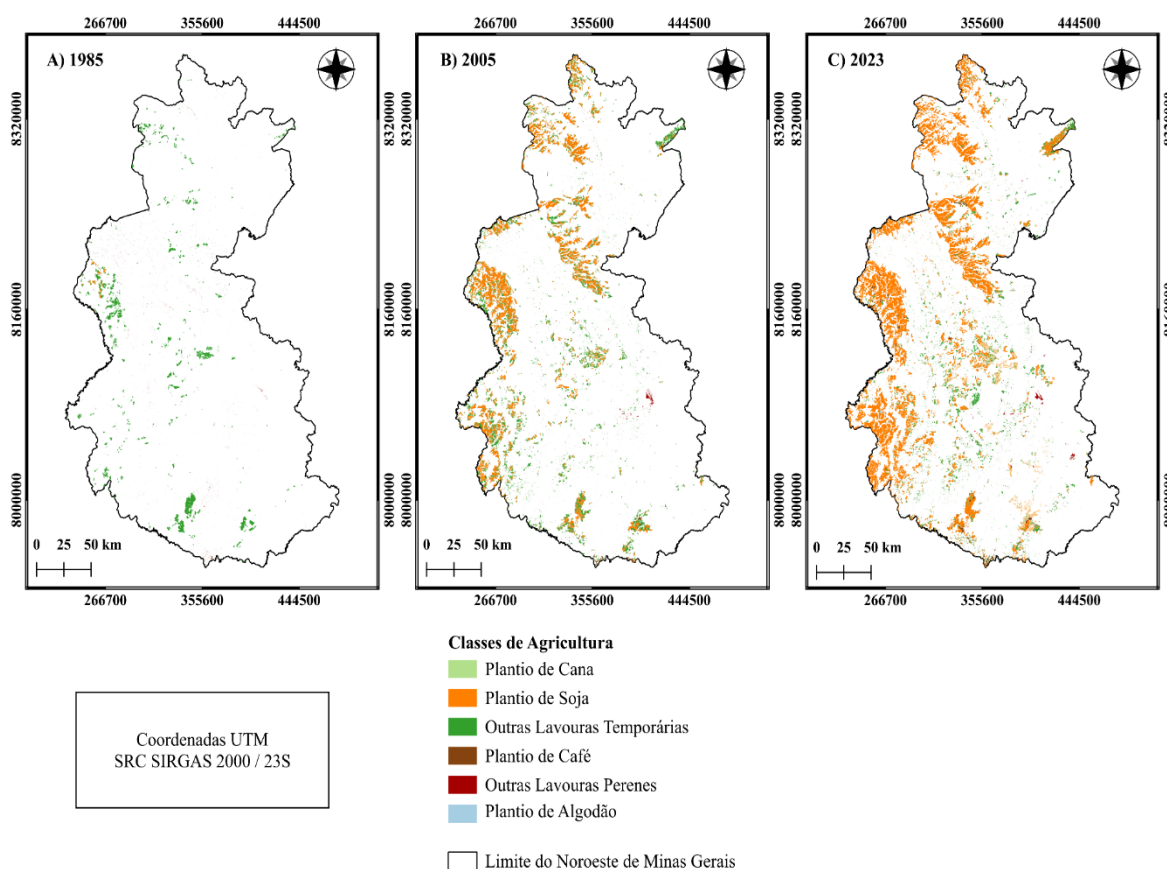 266700 355600 444500 266700 355600 444500 266700 355600 444500
A) 1985 B) 2005 C) 2023
8320000 8320000 8320000 8320000
8160000 8160000 8160000 8160000
8000000 8000000 8000000 8000000
0 25 50 km 0 25 50 km 0 25 50 km
266700 355600 444500 266700 355600 444500 266700 355600 444500
Classes de Agricultura
Plantio de Cana
Plantio de Soja
Outras Lavouras Temporárias
Plantio de Café
Outras Lavouras Perenes
Plantio de Algodão
Limite do Noroeste de Minas Gerais
Coordenadas UTM
SRC SIRGAS 2000 / 23S